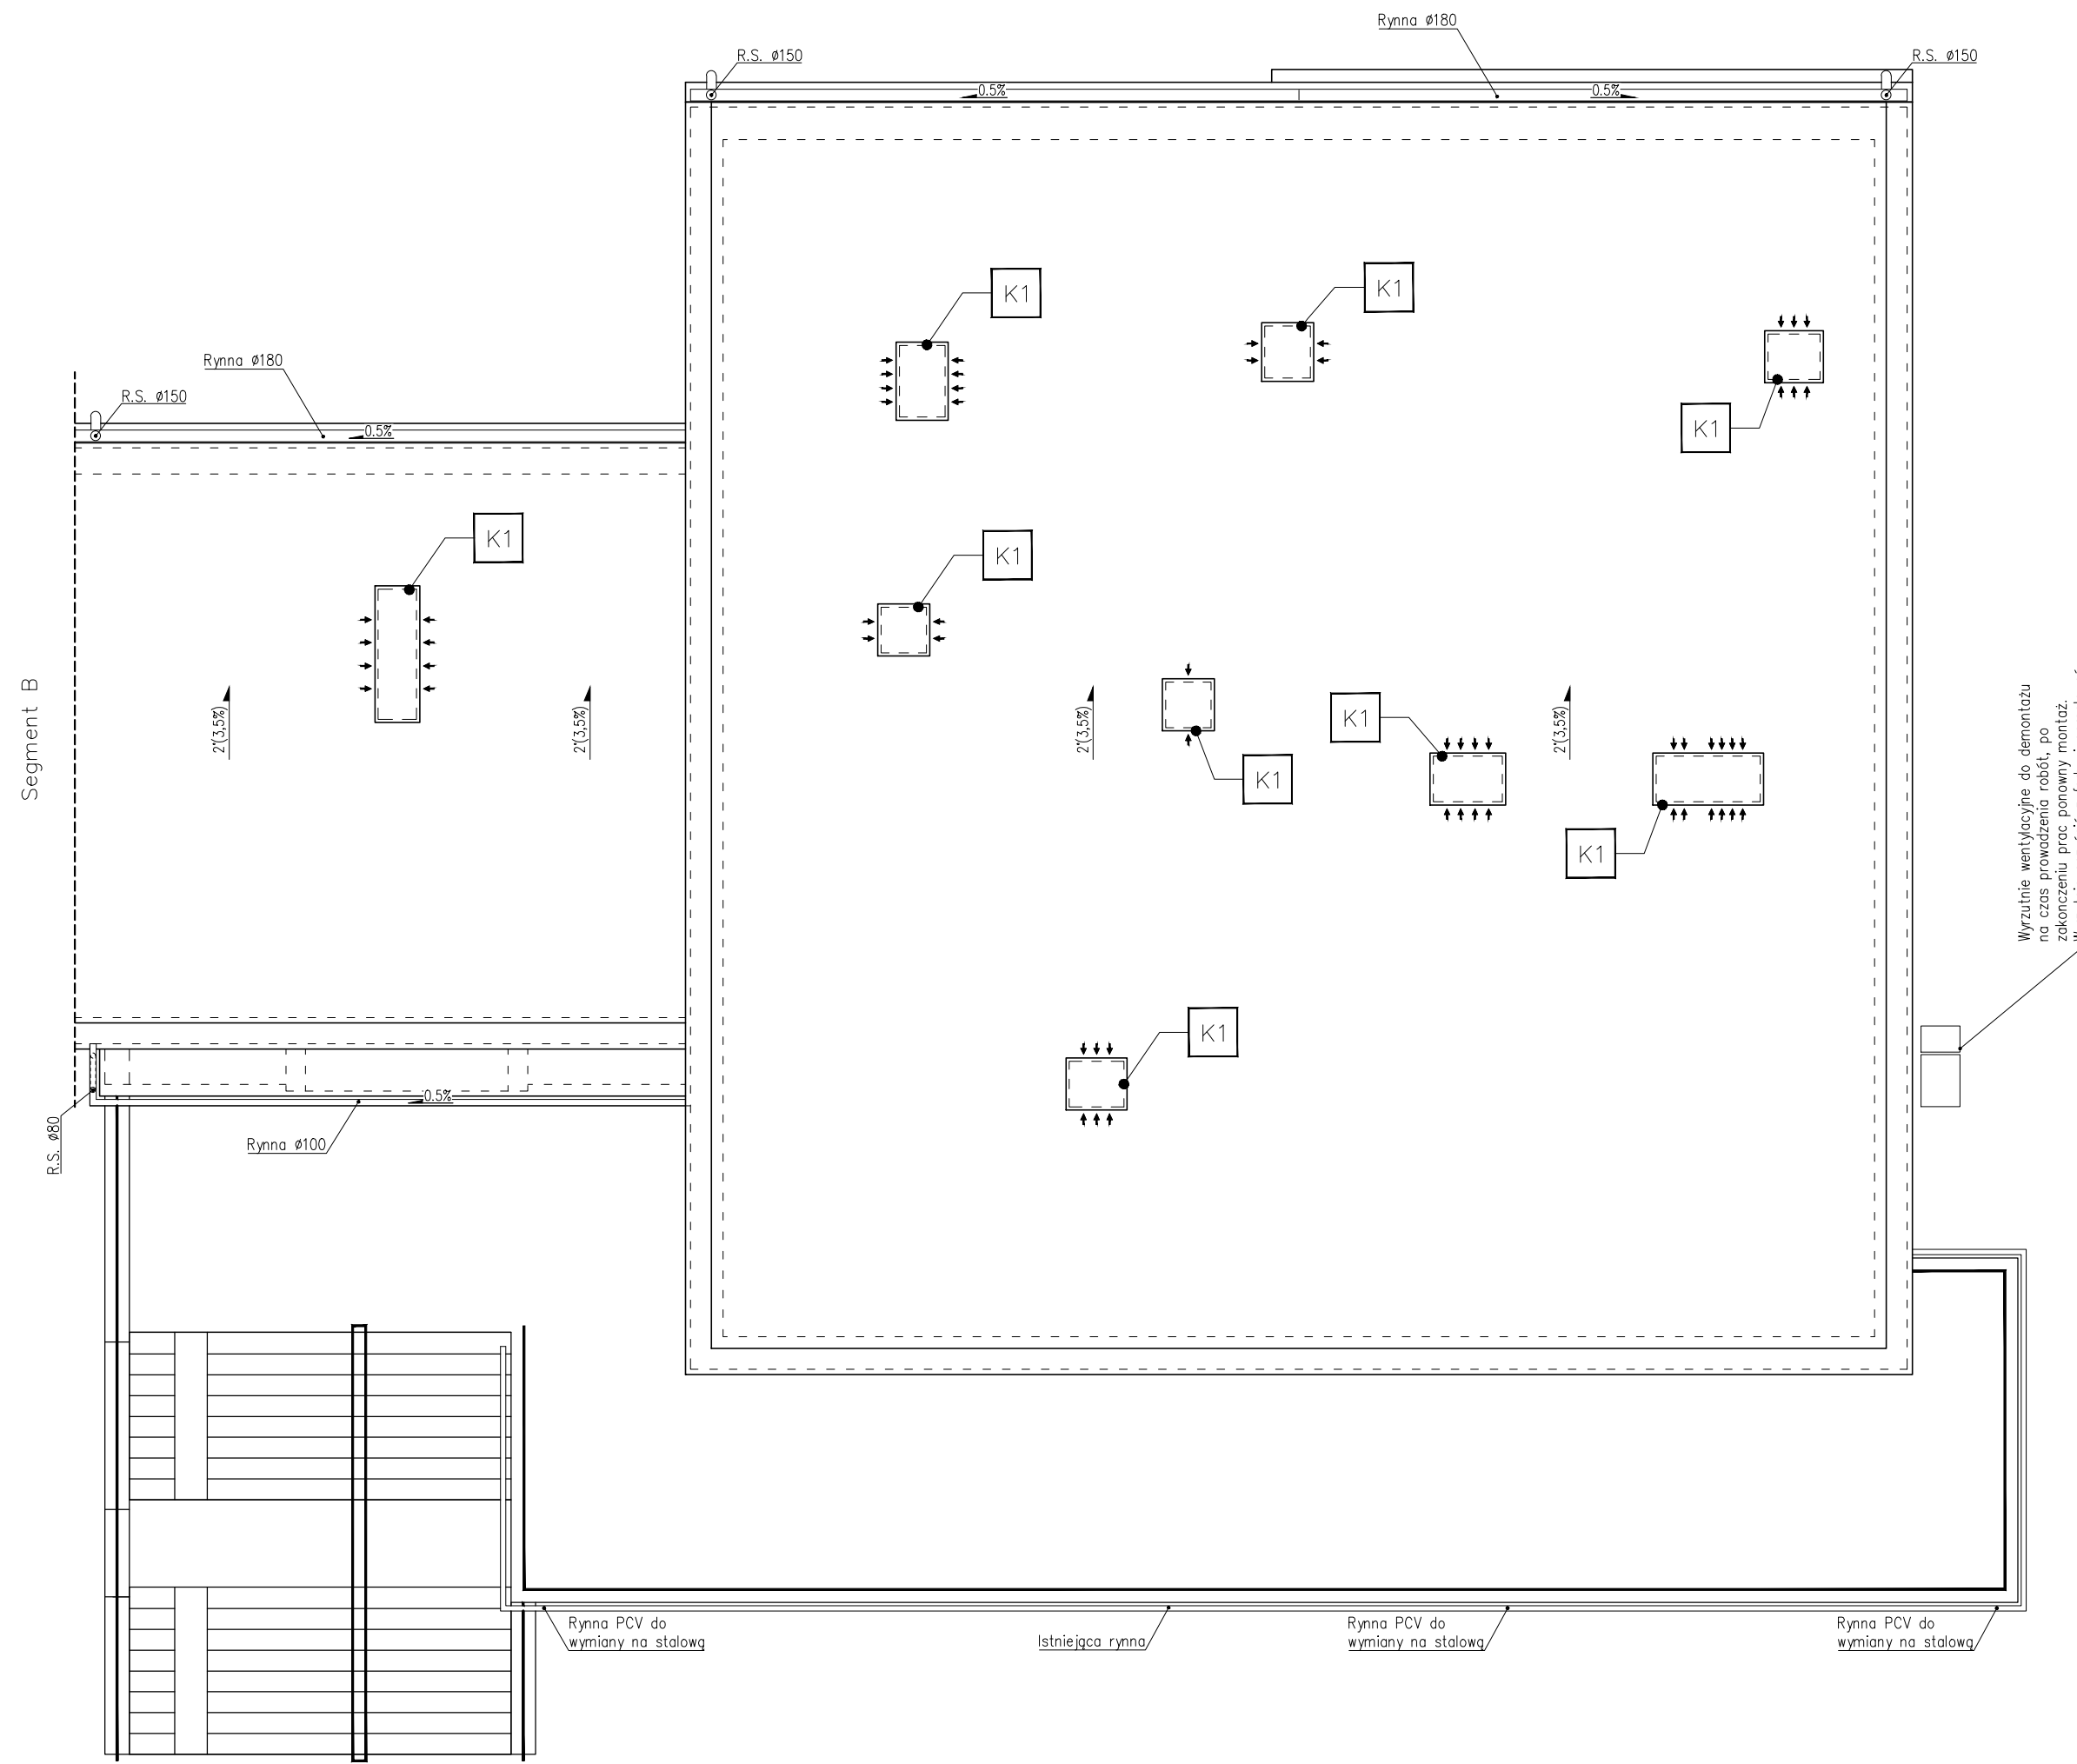 Rynna ø180
R.S. ø150
R.S. ø150
0.5%
0.5%
K1
K1
Rynna ø180
R.S. ø150
K1
0.5%
K1
K1
Segment B
2°(3,5%)
2°(3,5%)
2°(3,5%)
2°(3,5%)
K1
K1
K1
Wyrzutnie wentylacyjne do demontażu
na czas prowadzenia robót, po
zakonczeniu prac ponowny montaż.
K1
0.5%
R.S. ø80
Rynna ø100
Rynna PCV do
wymiany na stalową
Istniejąca rynna
Rynna PCV do
wymiany na stalową
Rynna PCV do
wymiany na stalową